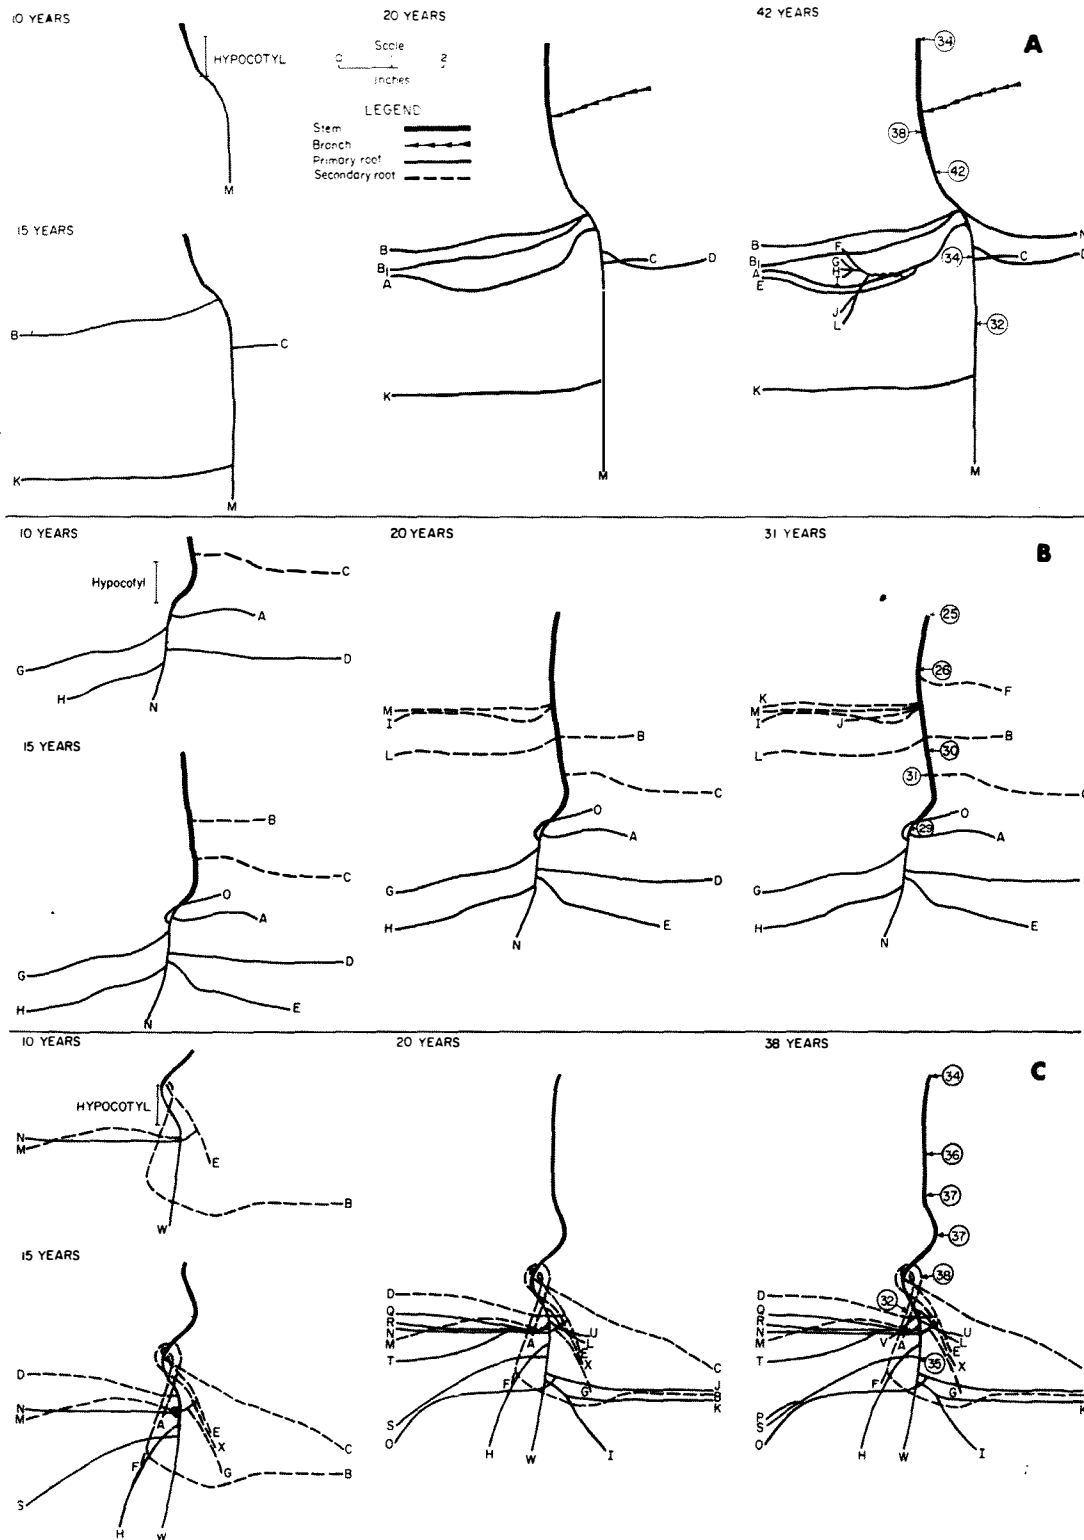 10 YEARS
HYPOCOTYL
M
Scale
0 2
inches
LEGEND
Stem
Branch
Primary root
Secondary root
20 YEARS
B
B1
A
C
D
K
M
42 YEARS
A
34
38
42
B
B1
A
E
F
G
H
I
J
L
34
C
N
D
32
K
M
15 YEARS
B
C
K
M
10 YEARS
Hypocotyl
C
A
G
D
H
N
20 YEARS
M
I
B
L
C
O
A
G
D
H
E
N
31 YEARS
B
25
26
K
F
M
I
J
B
L
30
31
C
O
29
A
G
H
E
N
15 YEARS
B
C
O
A
G
D
H
E
N
10 YEARS
HYPOCOTYL
N
M
E
B
W
20 YEARS
D
Q
R
N
M
A
U
L
E
X
T
C
F
G
J
B
K
S
O
H
W
I
38 YEARS
C
34
36
37
37
38
D
Q
32
R
N
M
V
A
U
L
E
X
T
35
F
G
P
S
O
K
H
W
I
15 YEARS
D
N
M
A
E
X
F
G
C
B
S
H
W